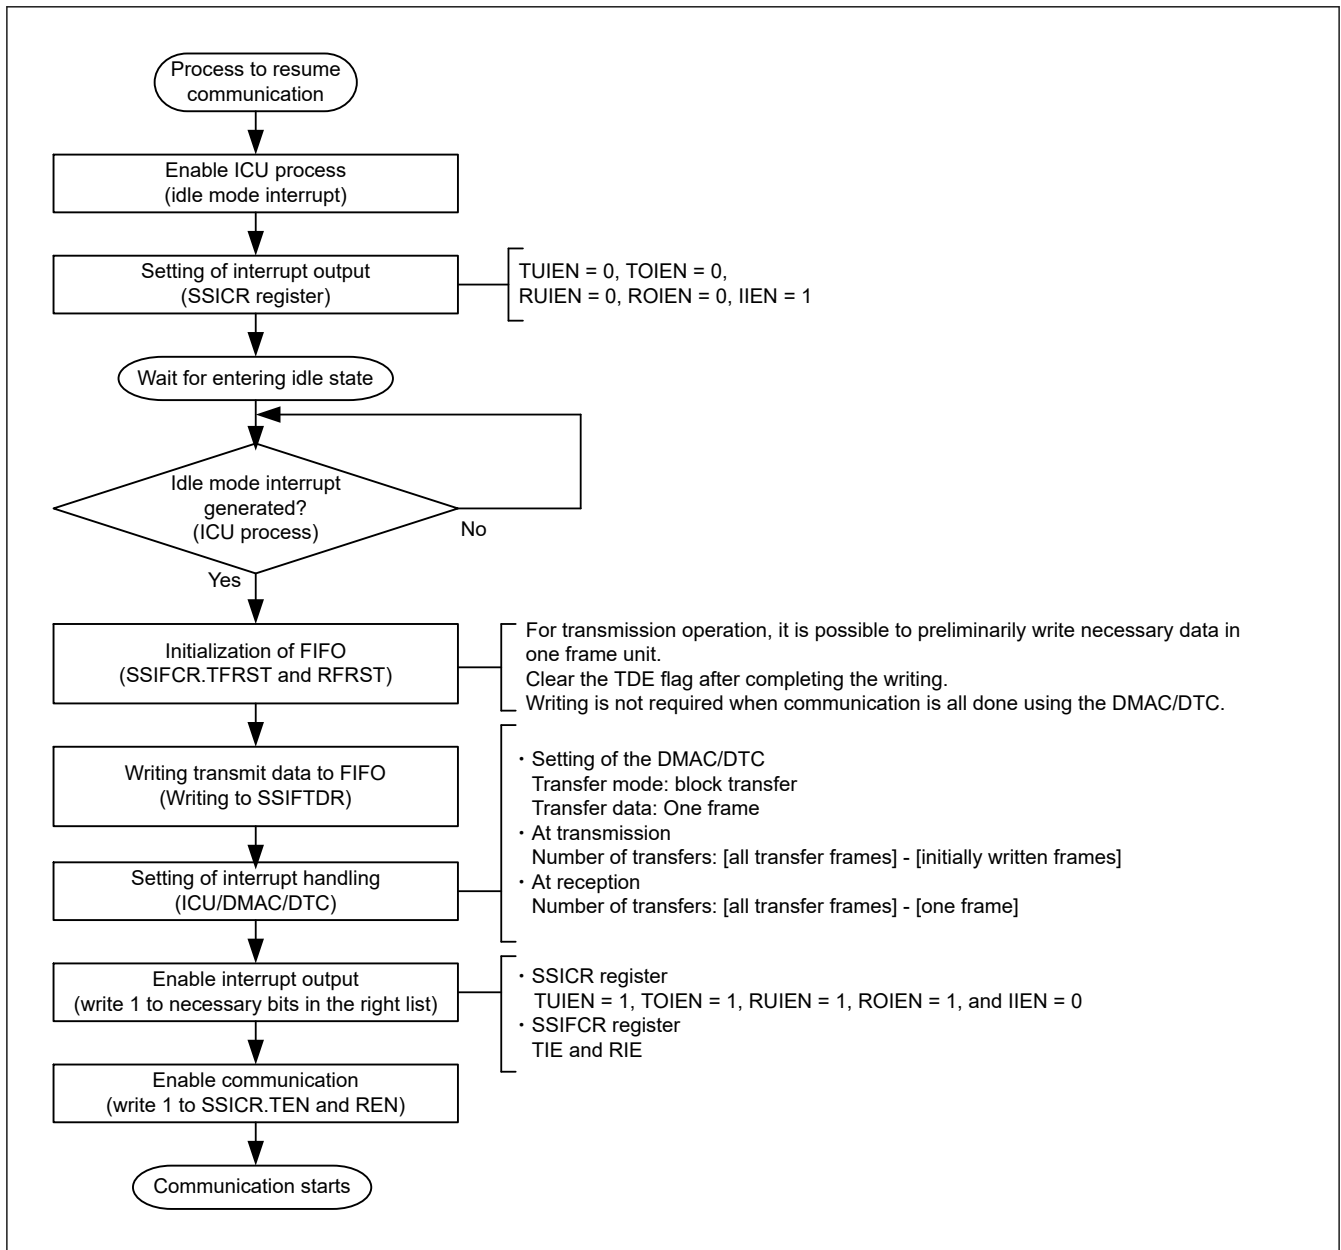 Process to resume
communication
Enable ICU process
(idle mode interrupt)
Setting of interrupt output
(SSICR register)
TUIEN = 0, TOIEN = 0,
RUIEN = 0, ROIEN = 0, IIEN = 1
Wait for entering idle state
Idle mode interrupt
generated?
(ICU process)
No
Yes
Initialization of FIFO
(SSIFCR.TFRST and RFRST)
For transmission operation, it is possible to preliminarily write necessary data in
one frame unit.
Clear the TDE flag after completing the writing.
Writing is not required when communication is all done using the DMAC/DTC.
Writing transmit data to FIFO
(Writing to SSIFTDR)
・Setting of the DMAC/DTC
Transfer mode: block transfer
Transfer data: One frame
・At transmission
Number of transfers: [all transfer frames] - [initially written frames]
・At reception
Number of transfers: [all transfer frames] - [one frame]
Setting of interrupt handling
(ICU/DMAC/DTC)
Enable interrupt output
(write 1 to necessary bits in the right list)
・SSICR register
TUIEN = 1, TOIEN = 1, RUIEN = 1, ROIEN = 1, and IIEN = 0
・SSIFCR register
TIE and RIE
Enable communication
(write 1 to SSICR.TEN and REN)
Communication starts